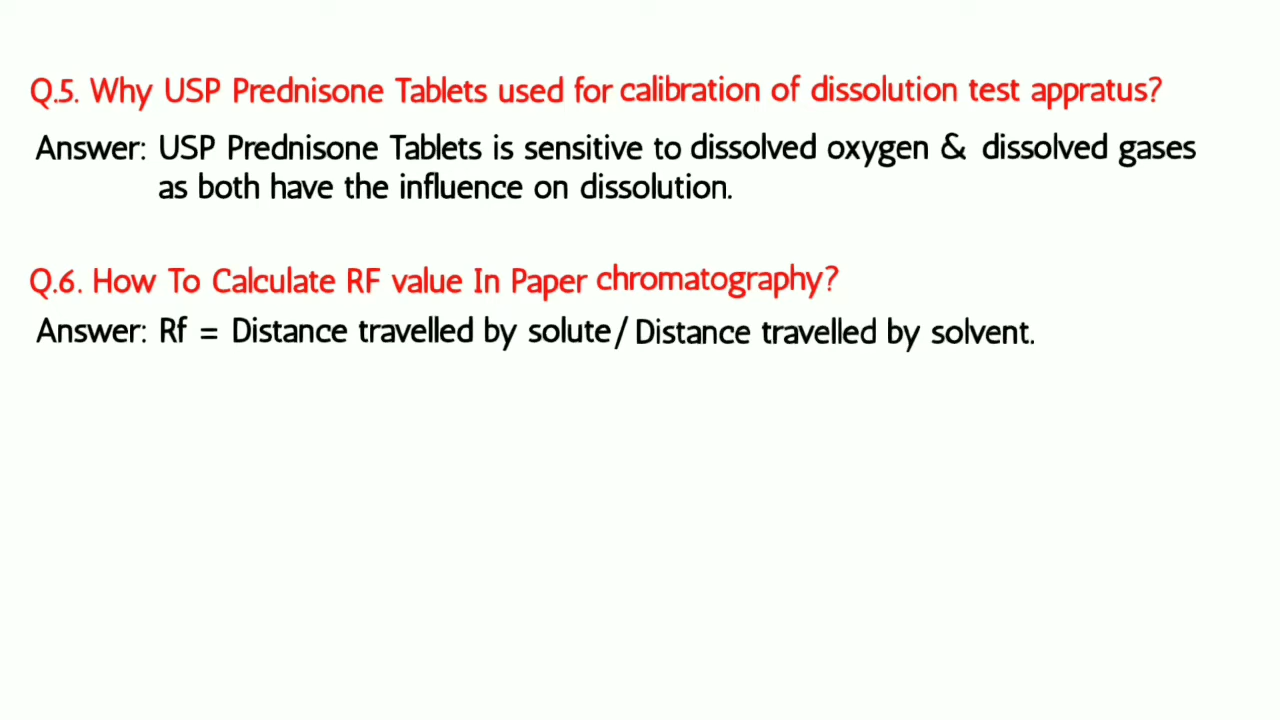 Q.5. Why USP Prednisone Tablets used for calibration of dissolution test appratus?
Answer: USP Prednisone Tablets is sensitive to dissolved oxygen & dissolved gases
as both have the influence on dissolution.
Q.6. How To Calculate RF value In Paper chromatography?
Answer: Rf = Distance travelled by solute/ Distance travelled by solvent.